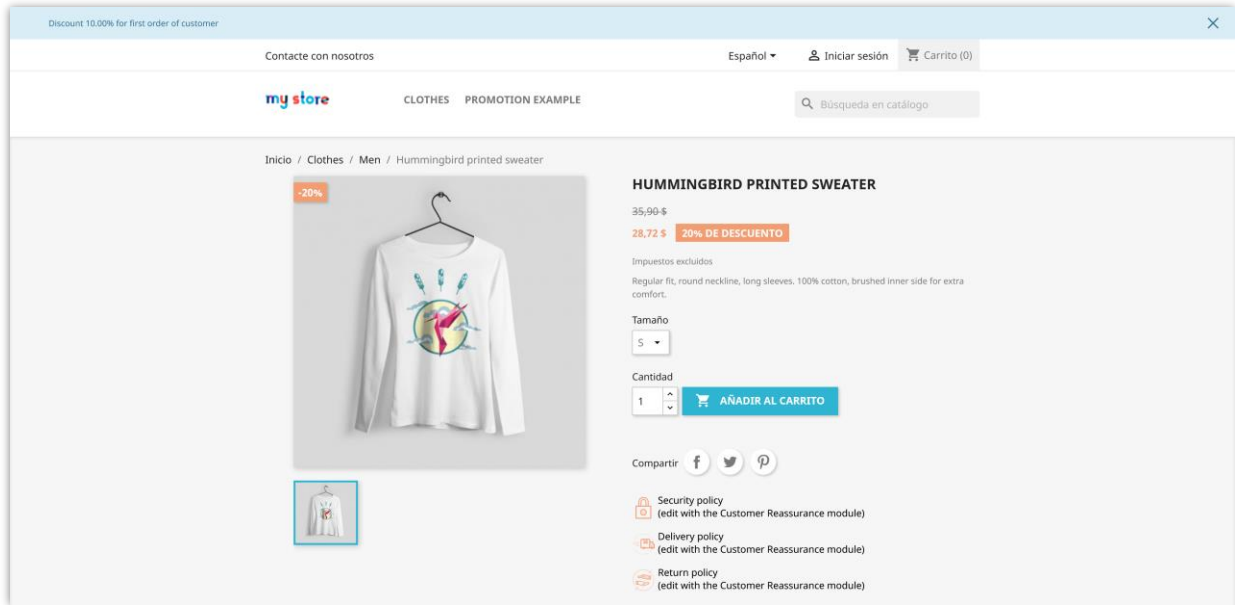 Discount 10.00% for first order of customer
Contacte con nosotros
Español
Iniciar sesión
Carrito (0)
my store
CLOTHES PROMOTION EXAMPLE
Búsqueda en catálogo
Inicio / Clothes / Men / Hummingbird printed sweater
-20%
HUMMINGBIRD PRINTED SWEATER
35,90 $
28,72 $ 20% DE DESCUENTO
Impuestos excluidos
Regular fit, round neckline, long sleeves. 100% cotton, brushed inner side for extra
comfort.
Tamaño
S
Cantidad
1
AÑADIR AL CARRITO
Compartir
Security policy
(edit with the Customer Reassurance module)
Delivery policy
(edit with the Customer Reassurance module)
Return policy
(edit with the Customer Reassurance module)